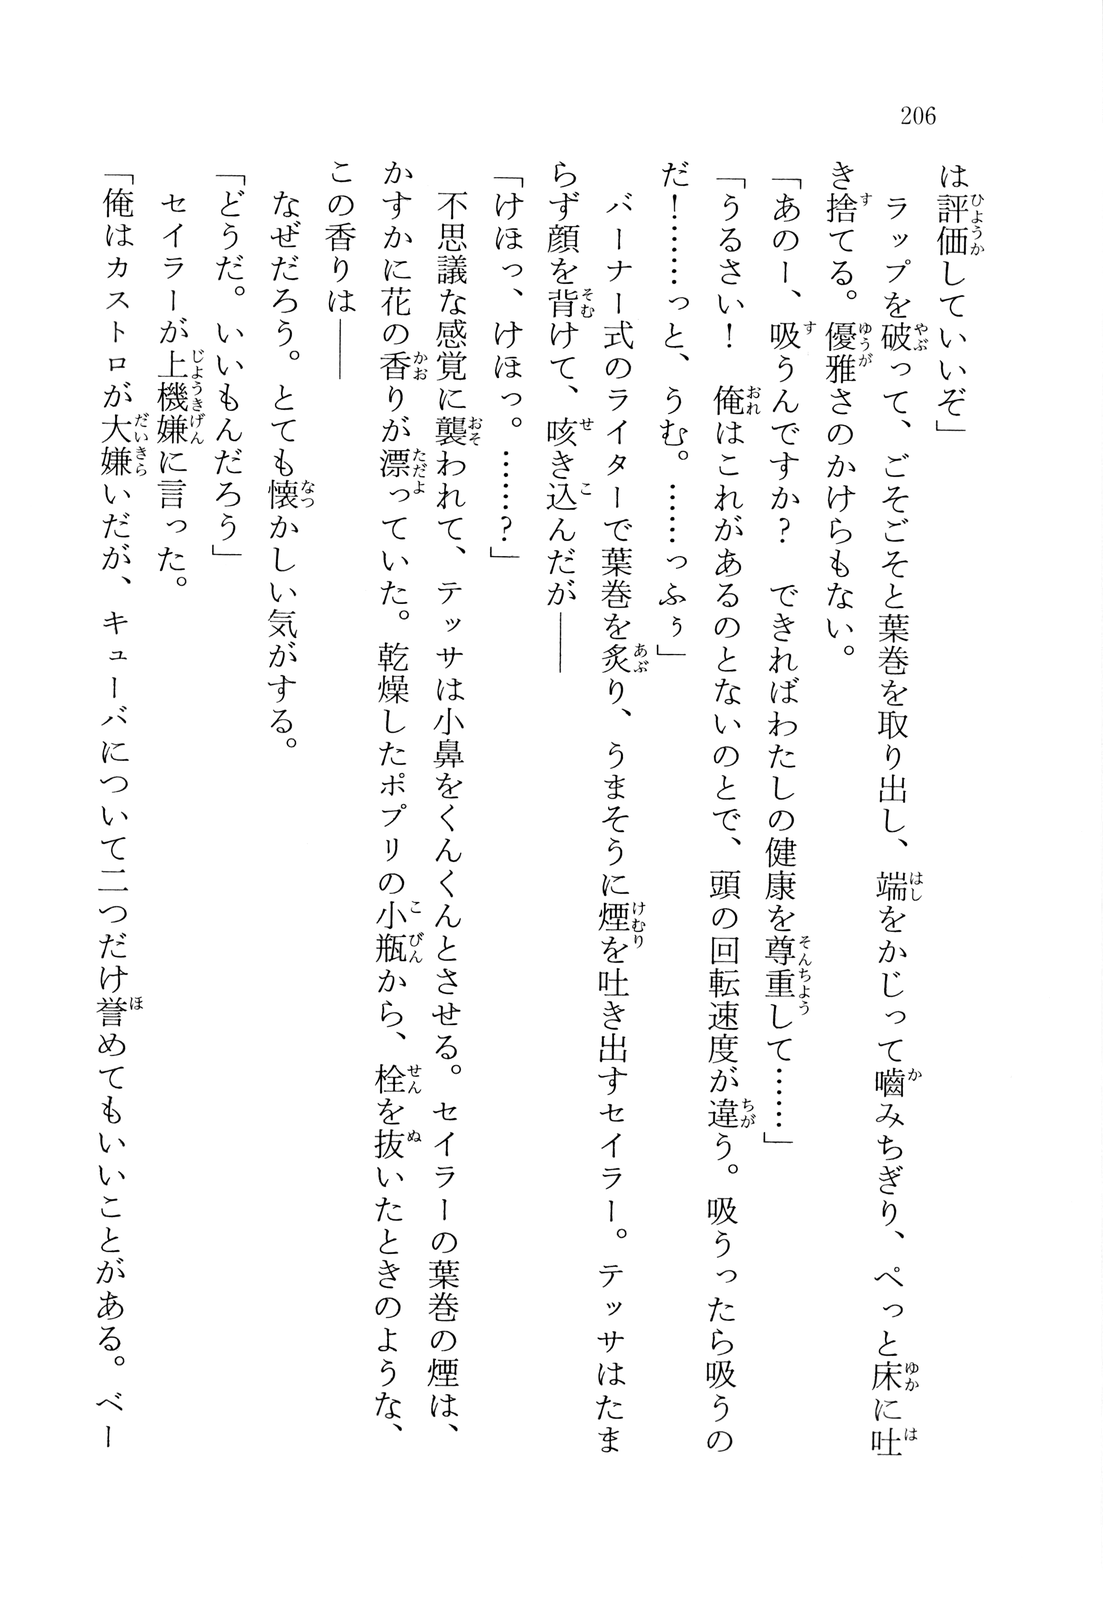 206
は評価していいぞ」
ラップを破って、ごそごそと葉巻を取り出し、端をかじって嚙みちぎり、ぺっと床に吐
き捨てる。優雅さのかけらもない。
「あのー、吸うんですか？　できればわたしの健康を尊重して……」
「うるさい！　俺はこれがあるのとないのとで、頭の回転速度が違う。吸うったら吸うの
だ！……っと、うむ。……っふぅ」
バーナー式のライターで葉巻を炙り、うまそうに煙を吐き出すセイラー。テッサはたま
らず顔を背けて、咳き込んだが――
「けほっ、けほっ。……？」
不思議な感覚に襲われて、テッサは小鼻をくんくんとさせる。セイラーの葉巻の煙は、
かすかに花の香りが漂っていた。乾燥したポプリの小瓶から、栓を抜いたときのような、
この香りは――
なぜだろう。とても懐かしい気がする。
「どうだ。いいもんだろう」
セイラーが上機嫌に言った。
「俺はカストロが大嫌いだが、キューバについて二つだけ誉めてもいいことがある。ベー